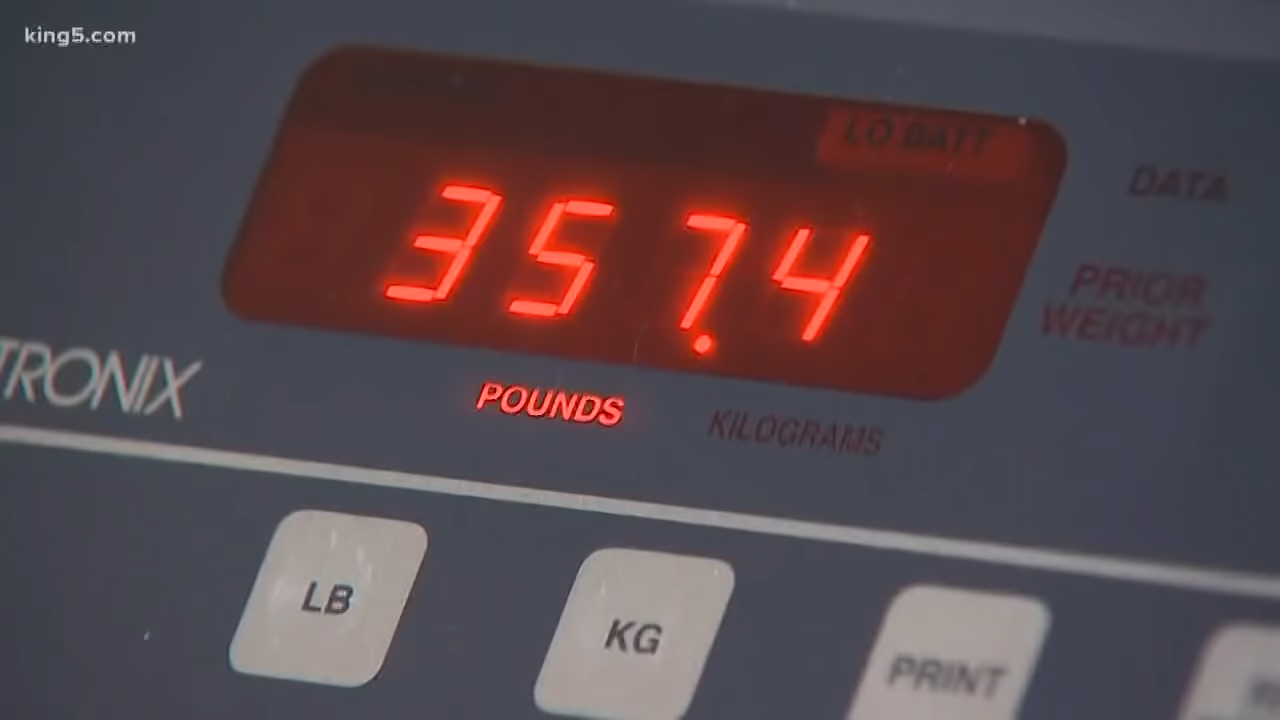 king5.com
LO BATT
357.4
DATA
PRIOR
WEIGHT
TRONIX
POUNDS
KILOGRAMS
LB
KG
PRINT